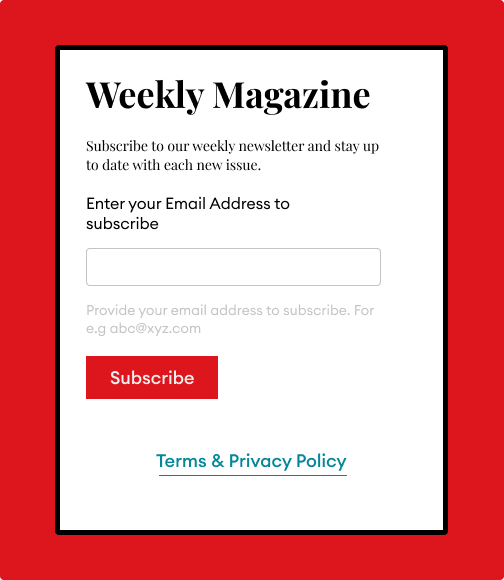 Weekly Magazine
Subscribe to our weekly newsletter and stay up
to date with each new issue.
Enter your Email Address to
subscribe
Provide your email address to subscribe. For
e.g abc@xyz.com
Subscribe
Terms & Privacy Policy